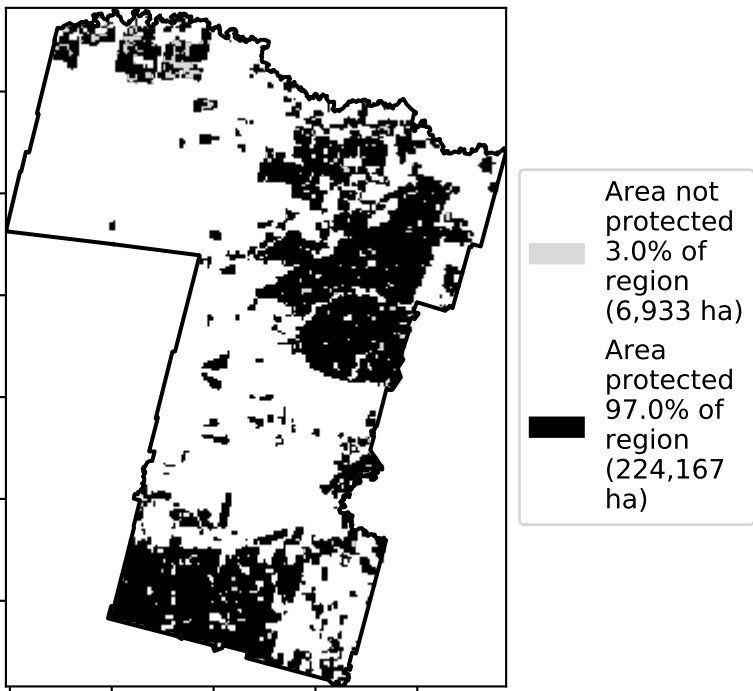 Area not
protected
3.0% of
region
(6,933 ha)
Area
protected
97.0% of
region
(224,167
ha)